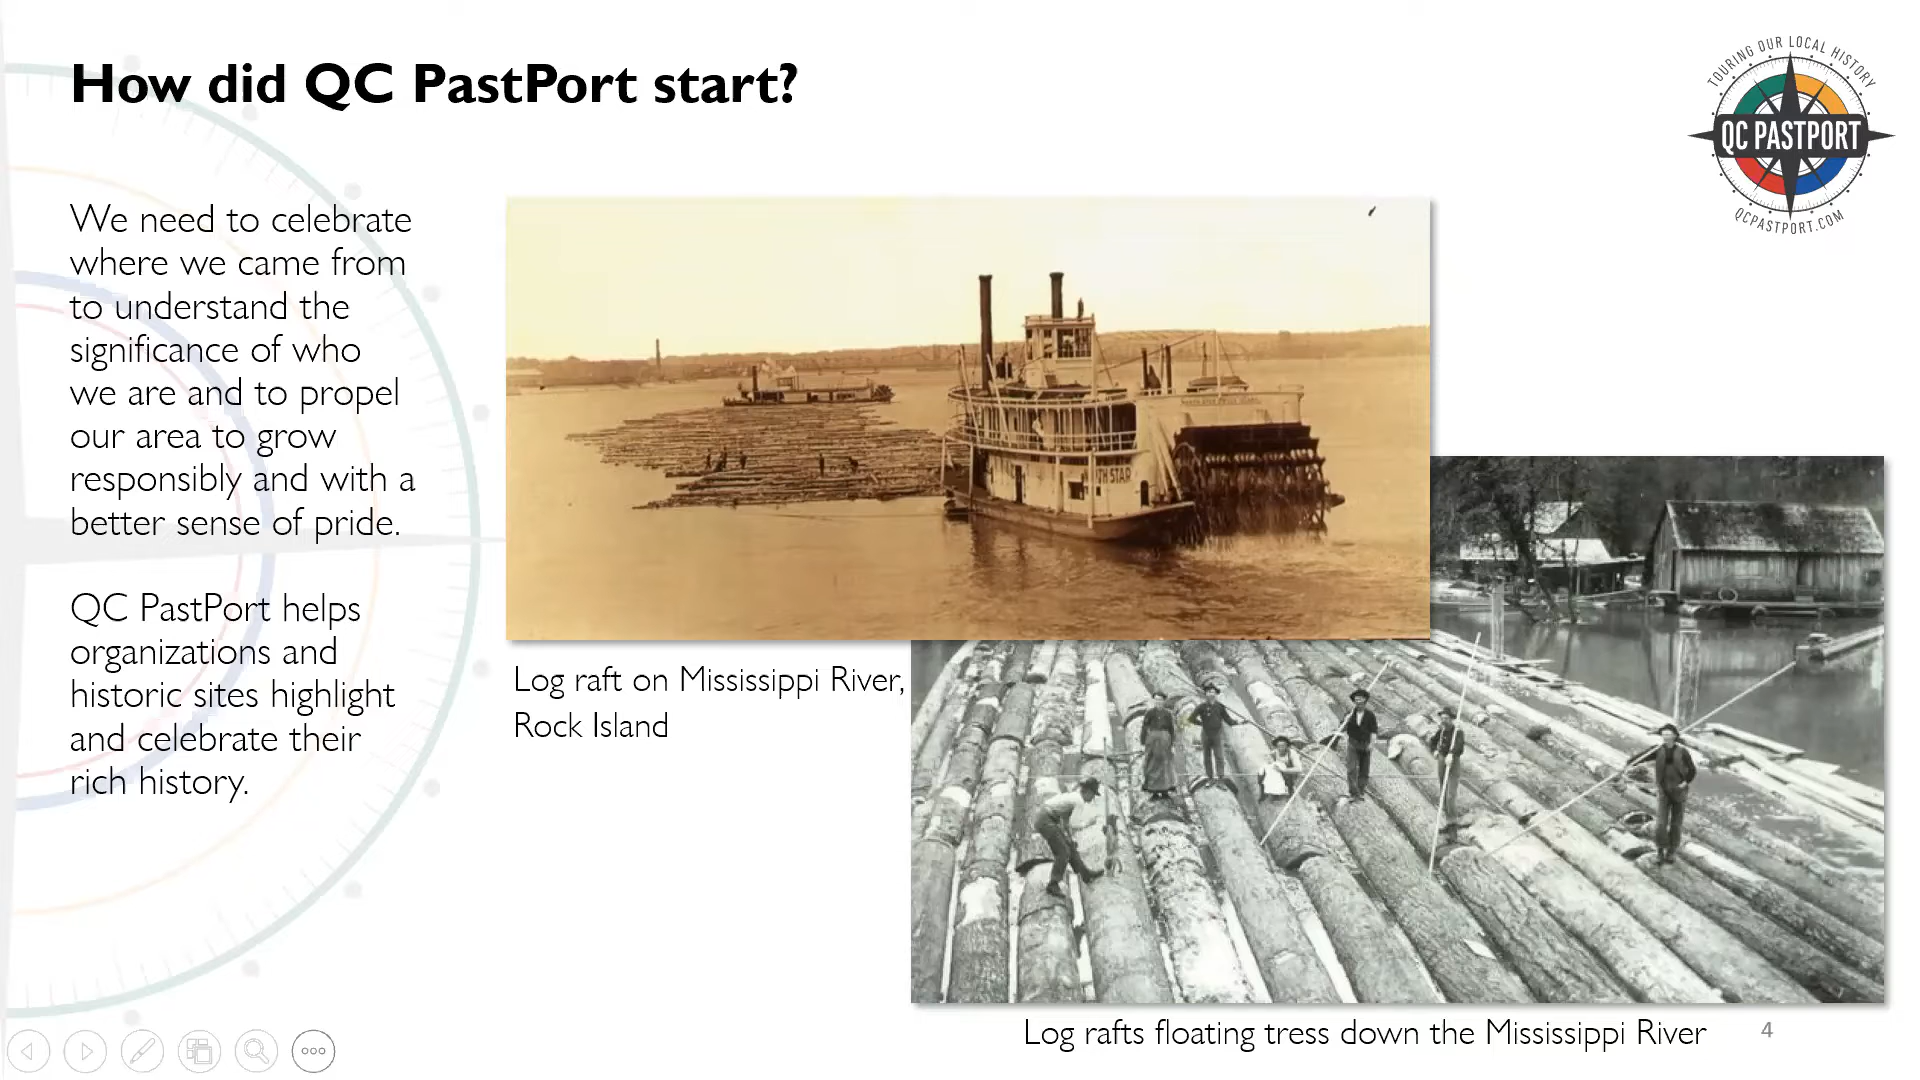 How did QC PastPort start?
TOURING OUR LOCAL HISTORY
QC PASTPORT
QCPASTPORT.COM
We need to celebrate
where we came from
to understand the
significance of who
we are and to propel
our area to grow
responsibly and with a
better sense of pride.
QC PastPort helps
organizations and
historic sites highlight
and celebrate their
rich history.
STAR
Log raft on Mississippi River,
Rock Island
Log rafts floating tress down the Mississippi River
4